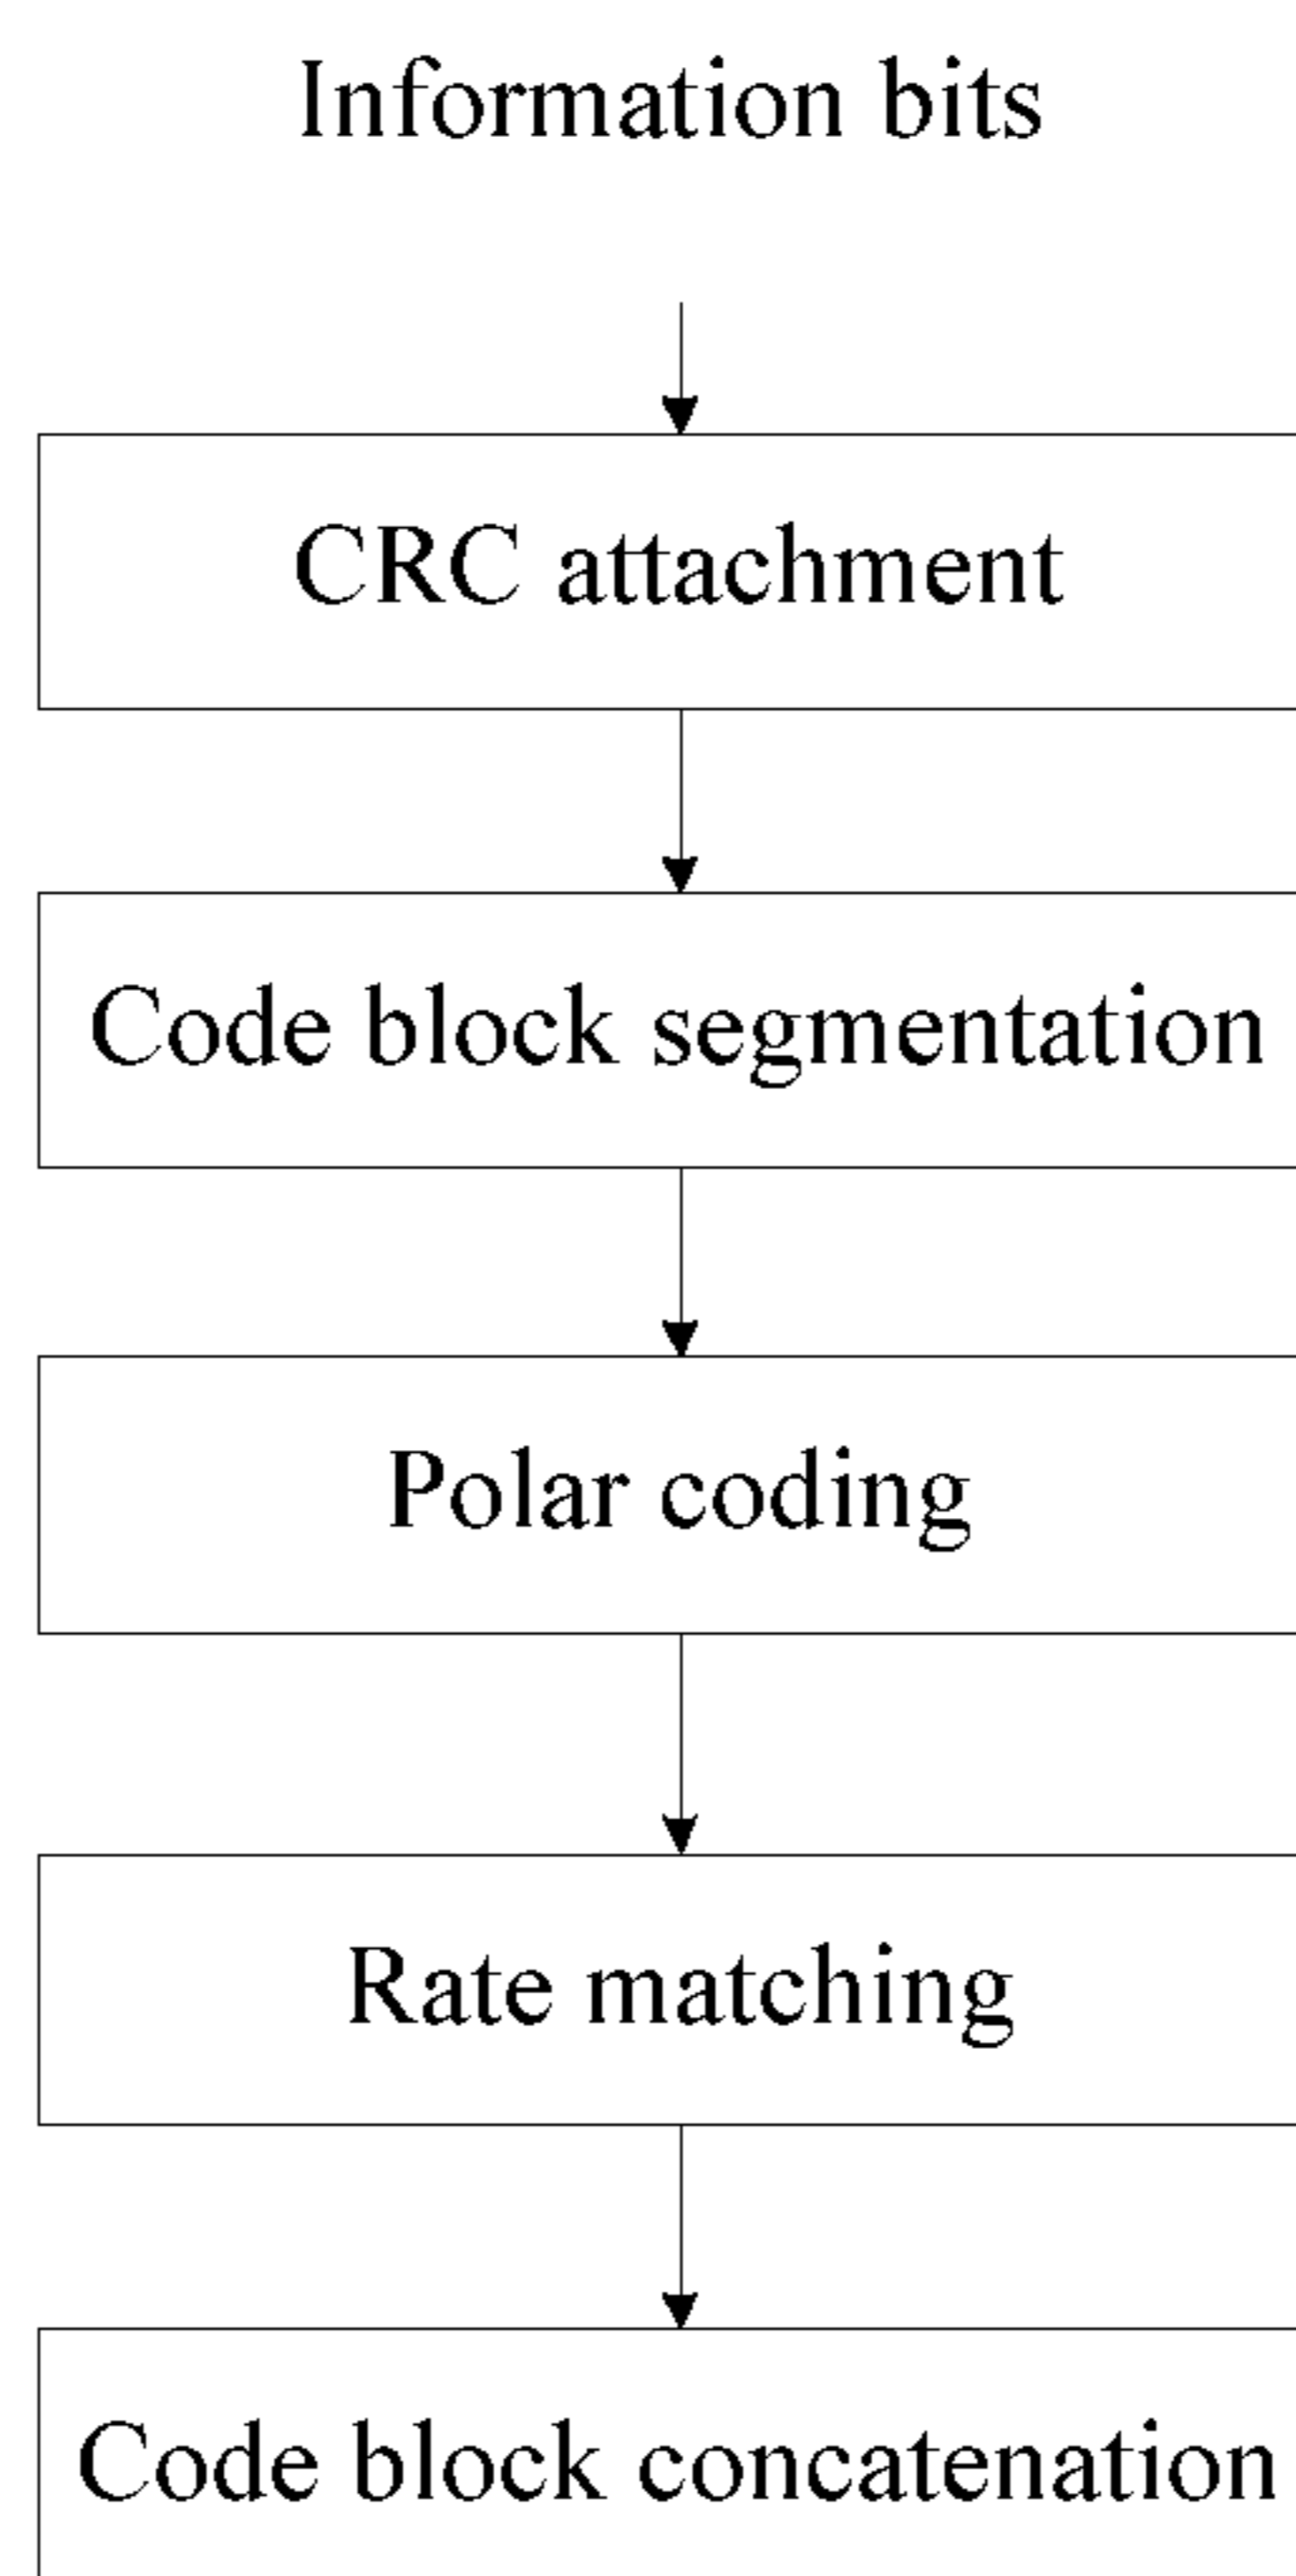 Information bits
CRC attachment
Code block segmentation
Polar coding
Rate matching
Code block concatenation